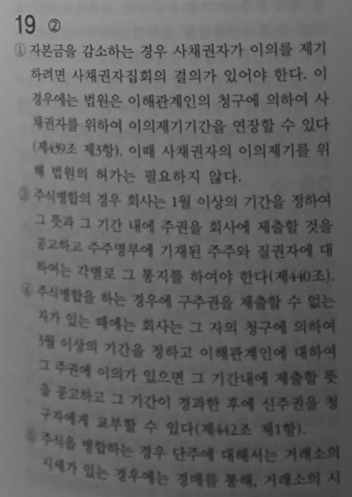 19 ②
① 자본금을 감소하는 경우 사채권자가 이의를 제기
하려면 사채권자집회의 결의가 있어야 한다. 이
경우에는 법원은 이해관계인의 청구에 의하여 사
채권자를 위하여 이의제기기간을 연장할 수 있다
(제439조 제3항). 이때 사채권자의 이의제기를 위
해 법원의 허가는 필요하지 않다.
③ 주식병합의 경우 회사는 1월 이상의 기간을 정하여
그 뜻과 그 기간 내에 주권을 회사에 제출할 것을
공고하고 주주명부에 기재된 주주와 질권자에 대
하여는 각별로 그 통지를 하여야 한다(제440조).
④ 주식병합을 하는 경우에 구주권을 제출할 수 없는
자가 있는 때에는 회사는 그 자의 청구에 의하여
3월 이상의 기간을 정하고 이해관계인에 대하여
그 주권에 이의가 있으면 그 기간내에 제출할 뜻
을 공고하고 그 기간이 경과한 후에 신주권을 청
구자에게 교부할 수 있다(제442조 제1항).
⑤ 주식을 병합하는 경우 단주에 대해서는 거래소의
시세가 있는 경우에는 경매를 통해, 거래소의 시